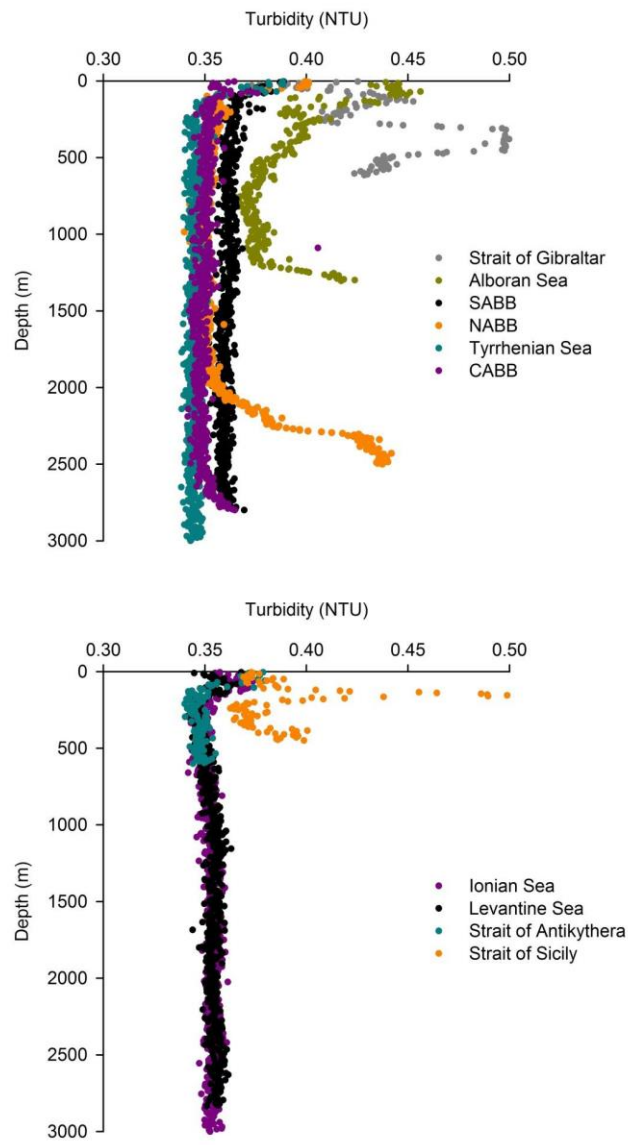 Turbidity (NTU)
0.30 0.35 0.40 0.45 0.50
0
500
1000
1500
2000
2500
3000
Depth (m)
Strait of Gibraltar
Alboran Sea
SABB
NABB
Tyrrhenian Sea
CABB
Turbidity (NTU)
0.30 0.35 0.40 0.45 0.50
0
500
1000
1500
2000
2500
3000
Depth (m)
Ionian Sea
Levantine Sea
Strait of Antikythera
Strait of Sicily